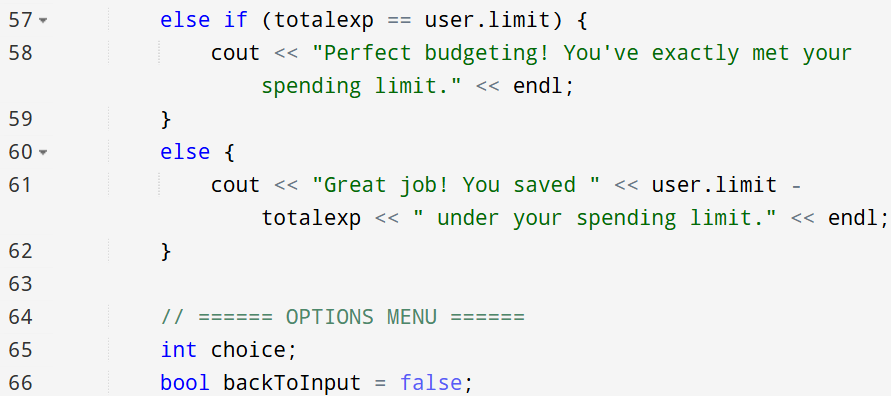 57 else if (totalexp == user.limit) {
58 cout << "Perfect budgeting! You've exactly met your
spending limit." << endl;
59 }
60 else {
61 cout << "Great job! You saved " << user.limit -
totalexp << " under your spending limit." << endl;
62 }
63
64 // ====== OPTIONS MENU ======
65 int choice;
66 bool backToInput = false;